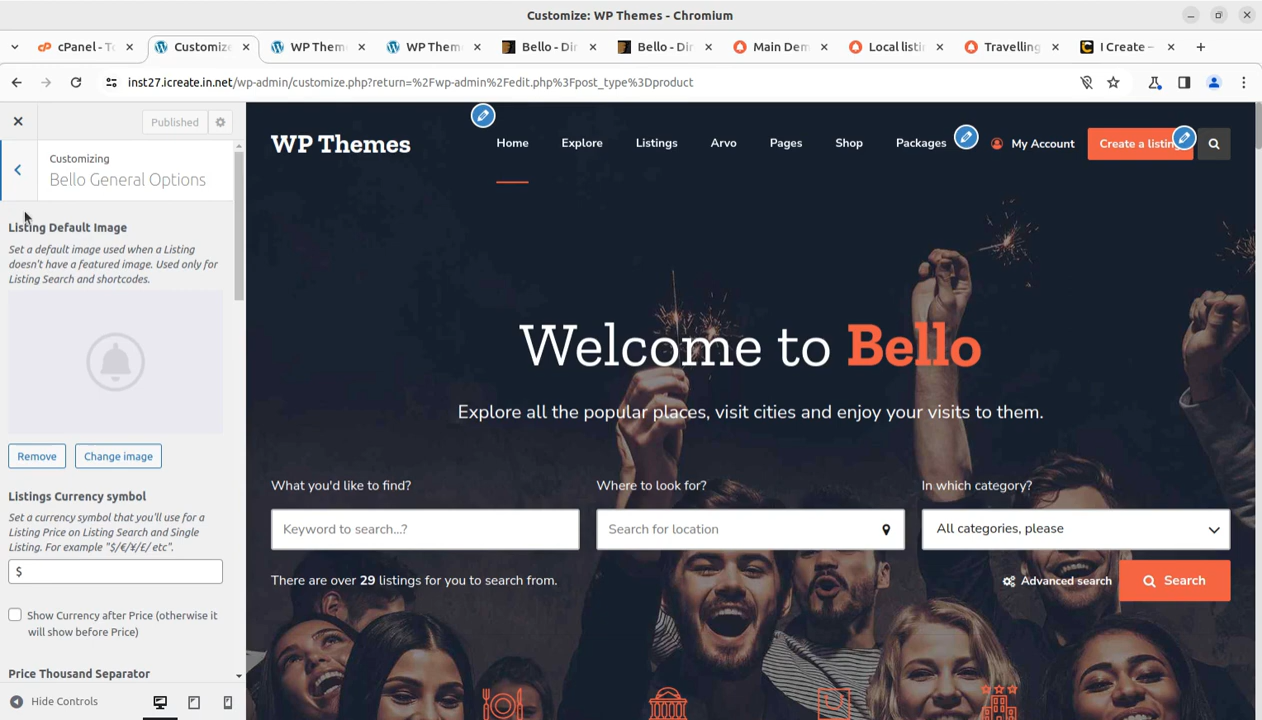 Customize: WP Themes - Chromium
cPanel - To
Customize
WP Them
WP Them
Bello - Dir
Bello - Dir
Main Dem
Local listi
Travelling
I Create –
inst27.icreate.in.net/wp-admin/customize.php?return=%2Fwp-admin%2Fedit.php%3Fpost_type%3Dproduct
Published
Customizing
Bello General Options
Listing Default Image
Set a default image used when a Listing
doesn't have a featured image. Used only for
Listing Search and shortcodes.
Remove
Change image
Listings Currency symbol
Set a currency symbol that you'll use for a
Listing Price on Listing Search and Single
Listing. For example "$/€/¥/£/ etc".
$
Show Currency after Price (otherwise it
will show before Price)
Price Thousand Separator
Hide Controls
WP Themes
Home
Explore
Listings
Arvo
Pages
Shop
Packages
My Account
Create a listing
Welcome to Bello
Explore all the popular places, visit cities and enjoy your visits to them.
What you'd like to find?
Where to look for?
In which category?
Keyword to search...?
Search for location
All categories, please
There are over 29 listings for you to search from.
Advanced search
Search